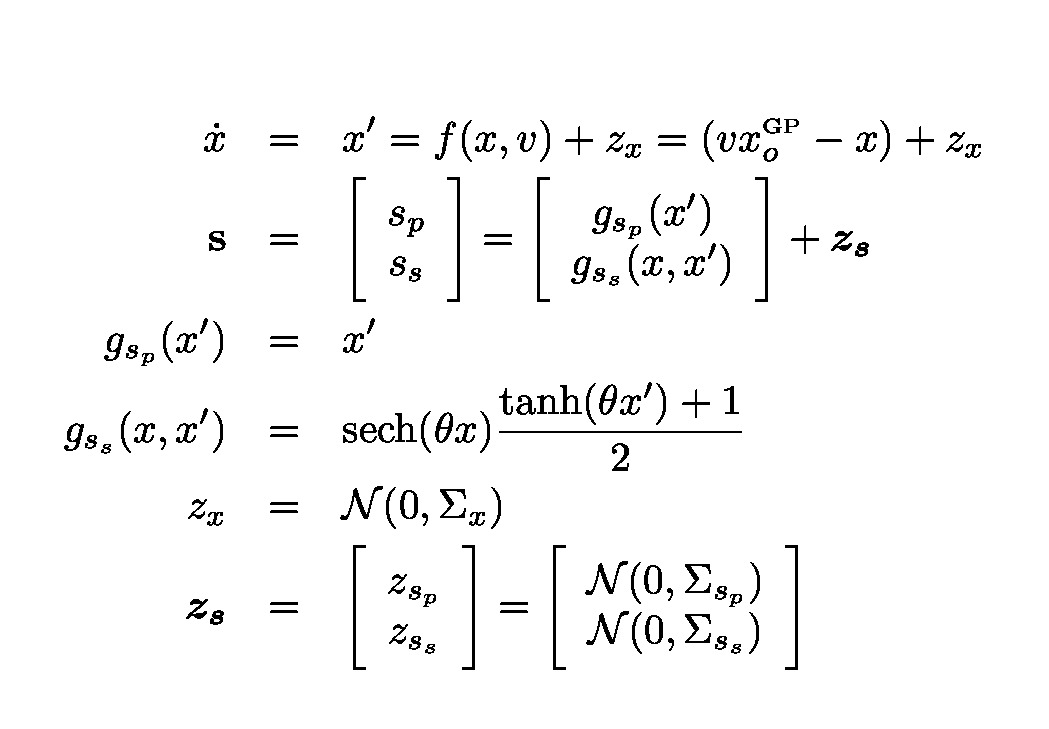 ẋ = x′ = f(x, v) + z_x = (vx_o^GP − x) + z_x
s = [ s_p s_s ] = [ g_{s_p}(x′) g_{s_s}(x, x′) ] + z_s
g_{s_p}(x′) = x′
g_{s_s}(x, x′) = sech(θx) (tanh(θx′) + 1)/2
z_x = 𝒩(0, Σ_x)
z_s = [ z_{s_p} z_{s_s} ] = [ 𝒩(0, Σ_{s_p}) 𝒩(0, Σ_{s_s}) ]